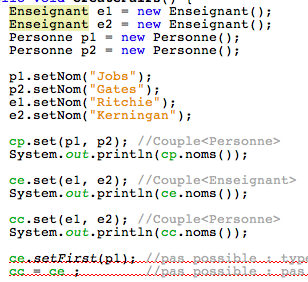 Enseignant e1 = new Enseignant();
Enseignant e2 = new Enseignant();
Personne p1 = new Personne();
Personne p2 = new Personne();
p1.setNom("Jobs");
p2.setNom("Gates");
e1.setNom("Ritchie");
e2.setNom("Kerningan");
cp.set(p1, p2); //Couple<Personne>
System.out.println(cp.noms());
ce.set(e1, e2); //Couple<Enseignant>
System.out.println(ce.noms());
cc.set(e1, e2); //Couple<Personne
System.out.println(cc.noms());
ce.setFirst(p1); //pas possible : typ
cc = ce ; //pas possible : pas